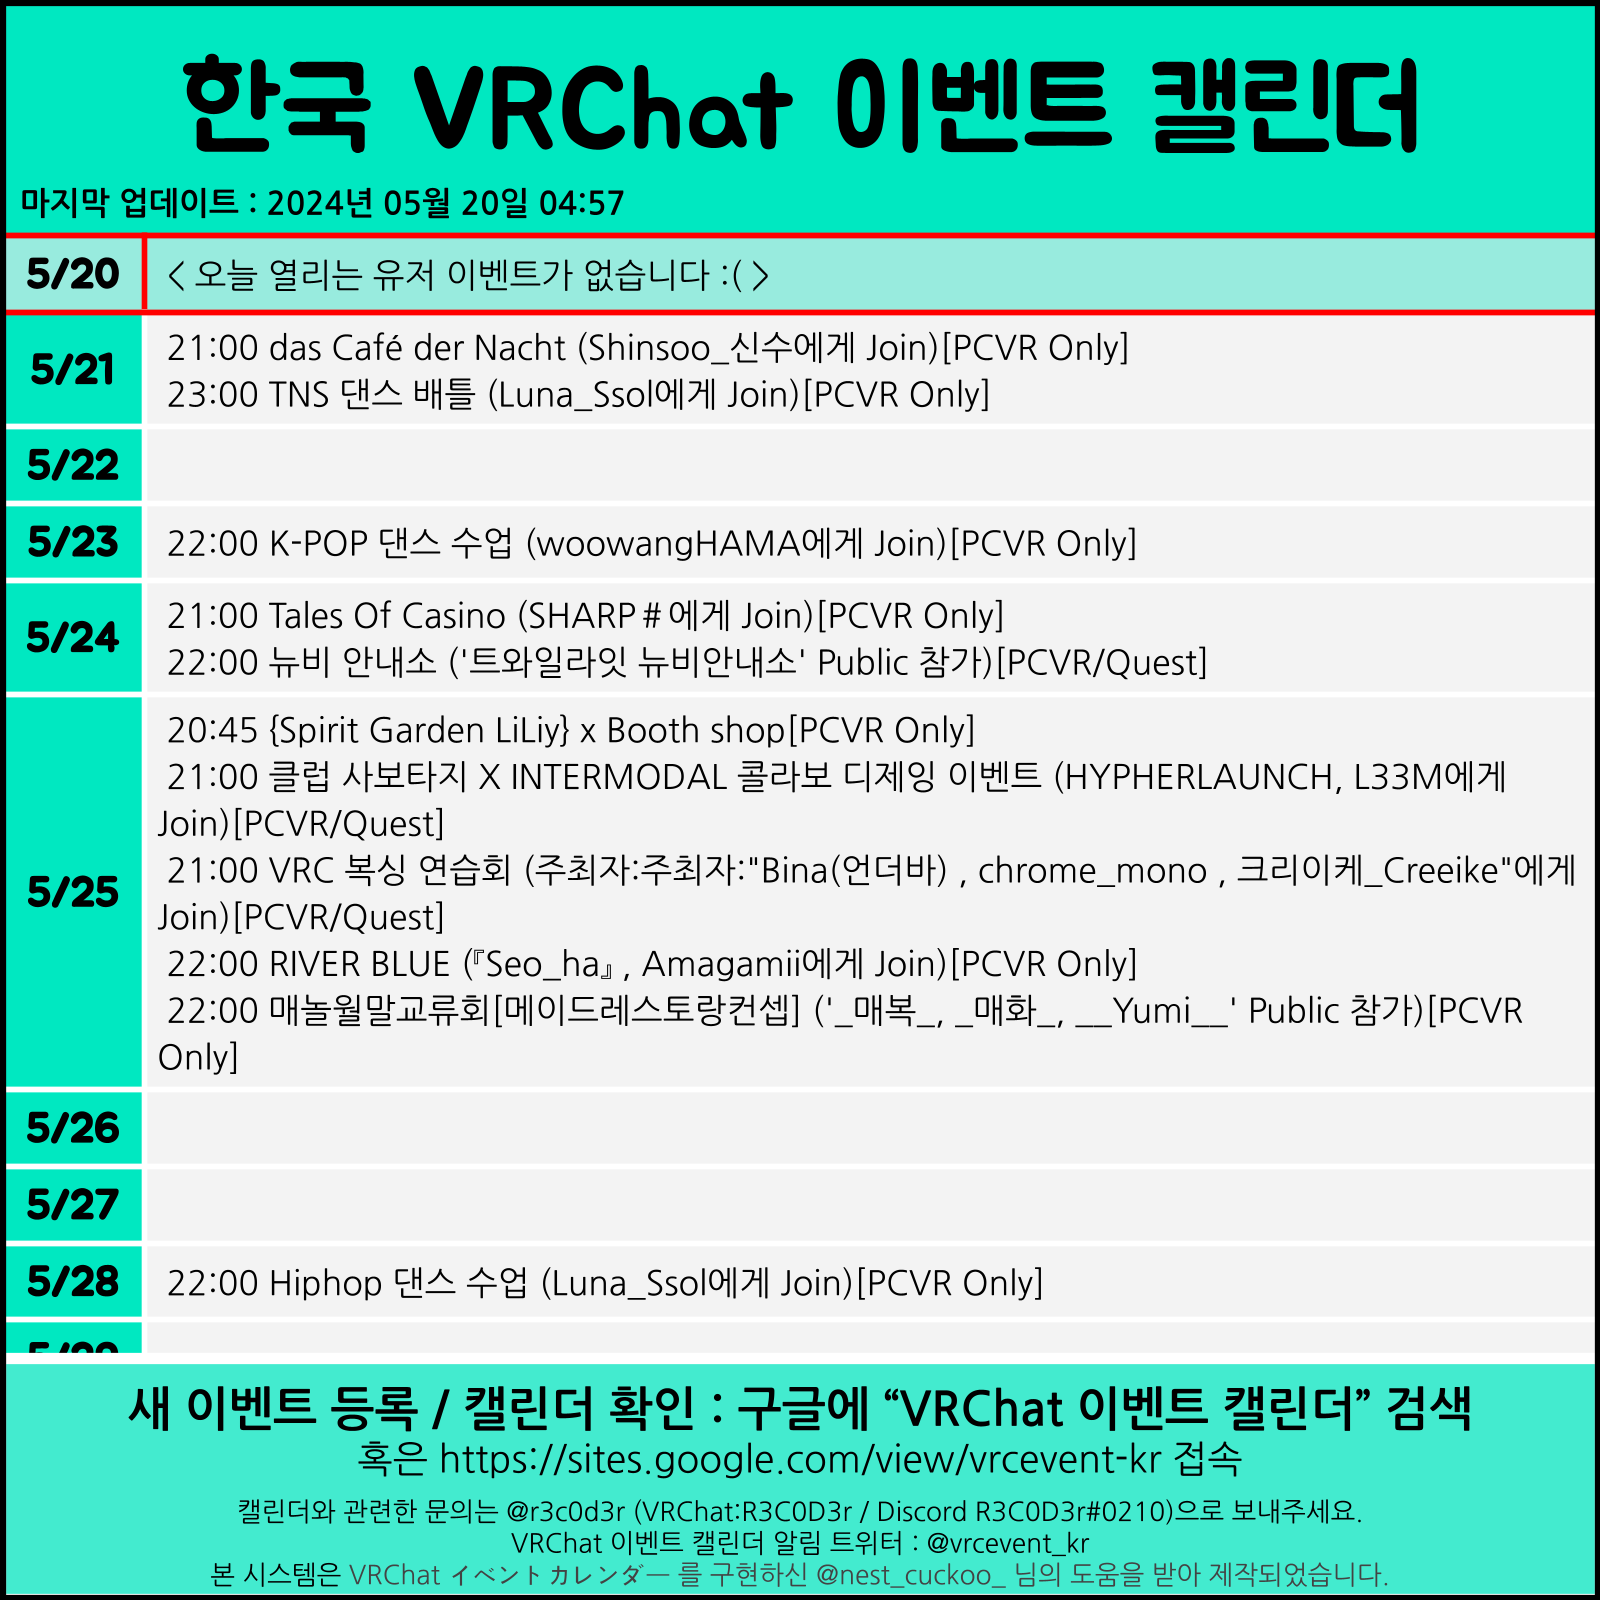 한국 VRChat 이벤트 캘린더
마지막 업데이트 : 2024년 05월 20일 04:57
5/20
< 오늘 열리는 유저 이벤트가 없습니다 :( >
5/21
21:00 das Café der Nacht (Shinsoo_신수에게 Join)[PCVR Only]
23:00 TNS 댄스 배틀 (Luna_Ssol에게 Join)[PCVR Only]
5/22
5/23
22:00 K-POP 댄스 수업 (woowangHAMA에게 Join)[PCVR Only]
5/24
21:00 Tales Of Casino (SHARP＃에게 Join)[PCVR Only]
22:00 뉴비 안내소 ('트와일라잇 뉴비안내소' Public 참가)[PCVR/Quest]
5/25
20:45 {Spirit Garden LiLiy} x Booth shop[PCVR Only]
21:00 클럽 사보타지 X INTERMODAL 콜라보 디제잉 이벤트 (HYPHERLAUNCH, L33M에게
Join)[PCVR/Quest]
21:00 VRC 복싱 연습회 (주최자:주최자:"Bina(언더바) , chrome_mono , 크리이케_Creeike"에게
Join)[PCVR/Quest]
22:00 RIVER BLUE (『Seo_ha』 , Amagamii에게 Join)[PCVR Only]
22:00 매놀월말교류회[메이드레스토랑컨셉] ('_매복_, _매화_, __Yumi__' Public 참가)[PCVR
Only]
5/26
5/27
5/28
22:00 Hiphop 댄스 수업 (Luna_Ssol에게 Join)[PCVR Only]
새 이벤트 등록 / 캘린더 확인 : 구글에 “VRChat 이벤트 캘린더” 검색
혹은 https://sites.google.com/view/vrcevent-kr 접속
캘린더와 관련한 문의는 @r3c0d3r (VRChat:R3C0D3r / Discord R3C0D3r#0210)으로 보내주세요.
VRChat 이벤트 캘린더 알림 트위터 : @vrcevent_kr
본 시스템은 VRChat イベントカレンダー 를 구현하신 @nest_cuckoo_ 님의 도움을 받아 제작되었습니다.